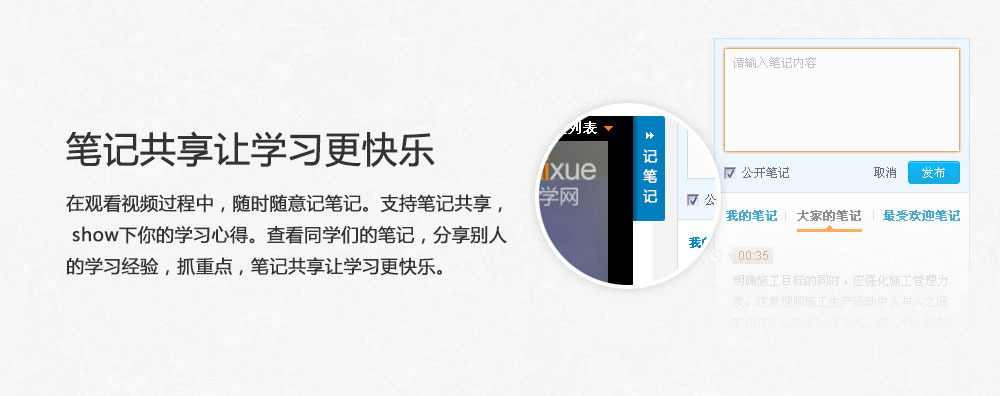 笔记共享让学习更快乐
在观看视频过程中，随时随意记笔记。支持笔记共享，
show下你的学习心得。查看同学们的笔记，分享别人
的学习经验，抓重点，笔记共享让学习更快乐。
列表
ixue
学网
记笔记
公
我
请输入笔记内容
公开笔记
取消
发布
我的笔记
大家的笔记
最受欢迎笔记
00:35
明确施工目标的同时，应强化施工管理力
度。注意理顺施工生产活动中人与人之间